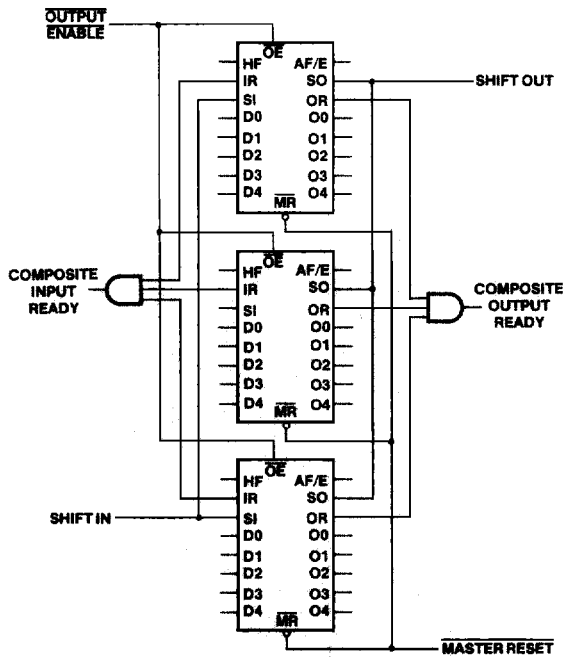 OUTPUT
ENABLE
OE
HF AF/E
IR SO SHIFT OUT
SI OR
D0 O0
D1 O1
D2 O2
D3 O3
D4 O4
MR
OE
HF AF/E
COMPOSITE
INPUT
READY
IR SO
COMPOSITE
OUTPUT
READY
SI OR
D0 O0
D1 O1
D2 O2
D3 O3
D4 O4
MR
OE
HF AF/E
IR SO
SHIFT IN SI OR
D0 O0
D1 O1
D2 O2
D3 O3
D4 O4
MR
MASTER RESET